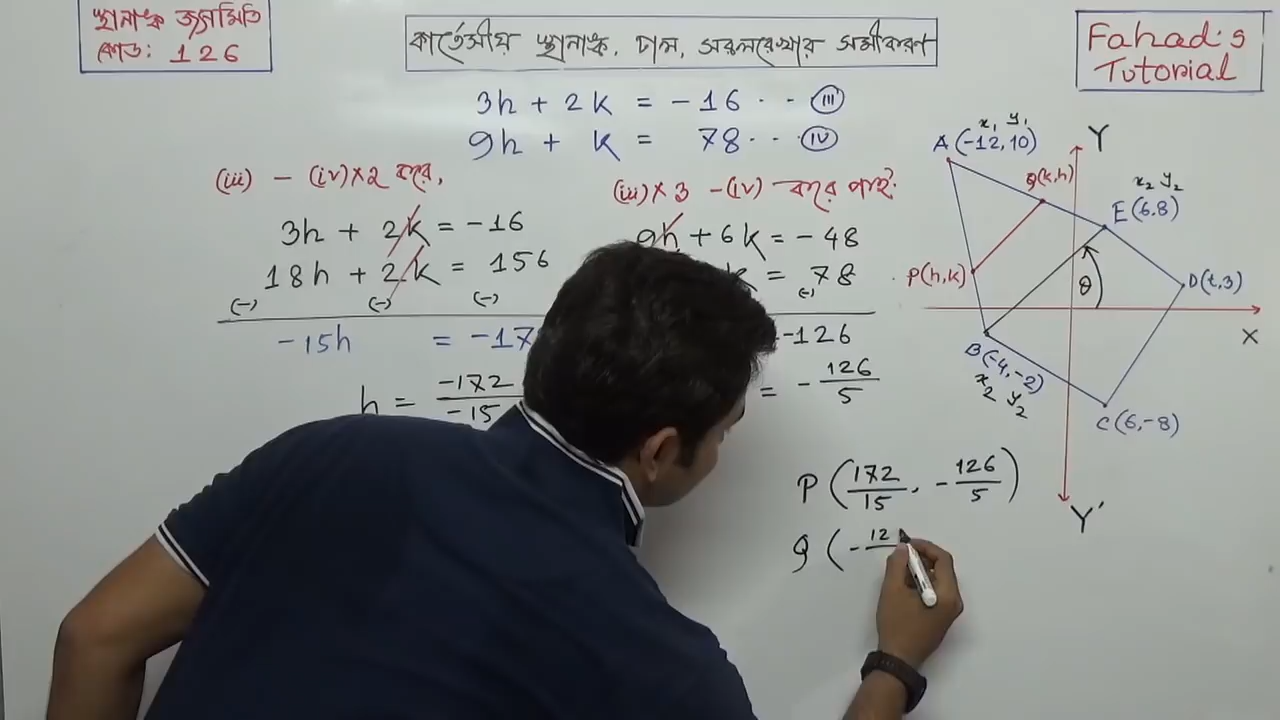 স্থানাঙ্ক জ্যামিতি
কোড: 126
কার্তেসীয় স্থানাঙ্ক, ঢাল, সরলরেখার সমীকরণ
Fahad's
Tutorial
3h + 2k = -16 ... (iii)
9h + k = 78 ... (iv)
(iii) - (iv)×2 করে,
3h + 2k = -16
18h + 2k = 156
(-) (-) (-)
-15h = -17
h = -172/-15
(iii)×3 - (iv) করে পাই
9h + 6k = -48
k = 78
(-)
-126
= -126/5
P (172/15, -126/5)
Q (-12
x₁ y₁
A (-12, 10)
Y
Q(k,h)
x₂ y₂
E (6.8)
P(h,k)
θ
D(t,3)
X
B(-4,-2)
x₂ y₂
C (6,-8)
Y'